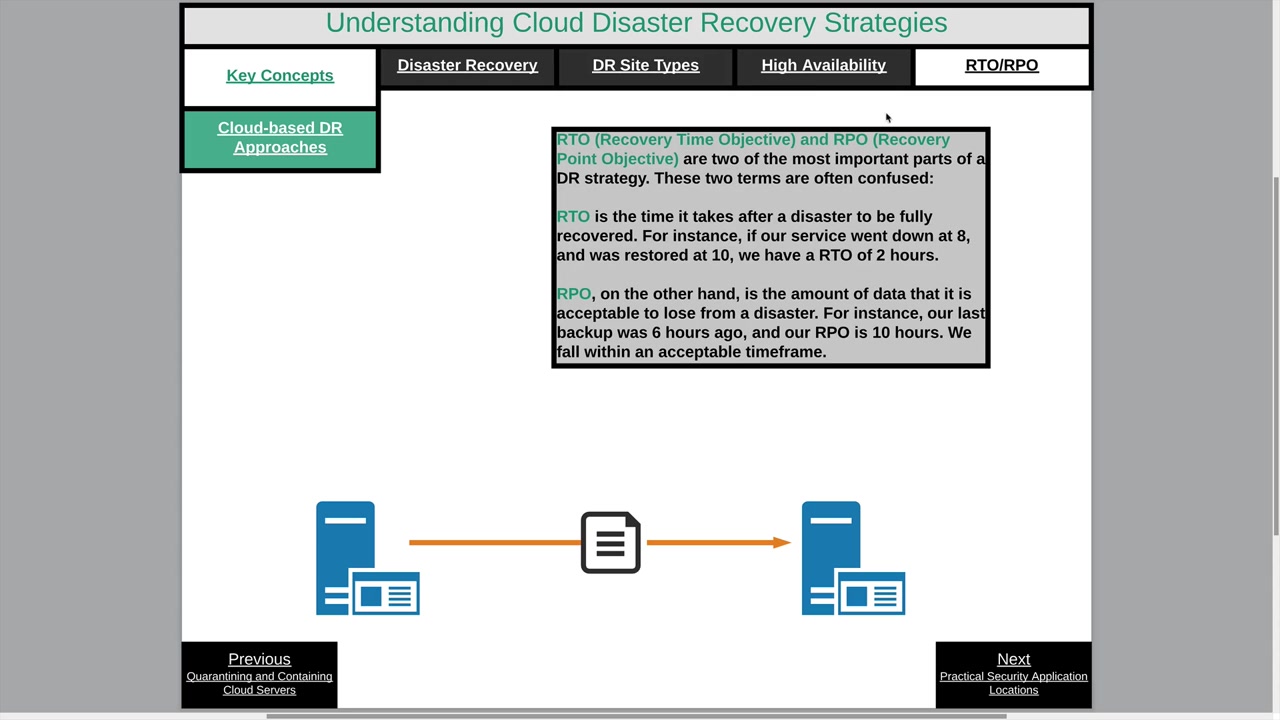 Understanding Cloud Disaster Recovery Strategies
Key Concepts
Disaster Recovery
DR Site Types
High Availability
RTO/RPO
Cloud-based DR
Approaches
RTO (Recovery Time Objective) and RPO (Recovery
Point Objective) are two of the most important parts of a
DR strategy. These two terms are often confused:
RTO is the time it takes after a disaster to be fully
recovered. For instance, if our service went down at 8,
and was restored at 10, we have a RTO of 2 hours.
RPO, on the other hand, is the amount of data that it is
acceptable to lose from a disaster. For instance, our last
backup was 6 hours ago, and our RPO is 10 hours. We
fall within an acceptable timeframe.
Previous
Quarantining and Containing
Cloud Servers
Next
Practical Security Application
Locations